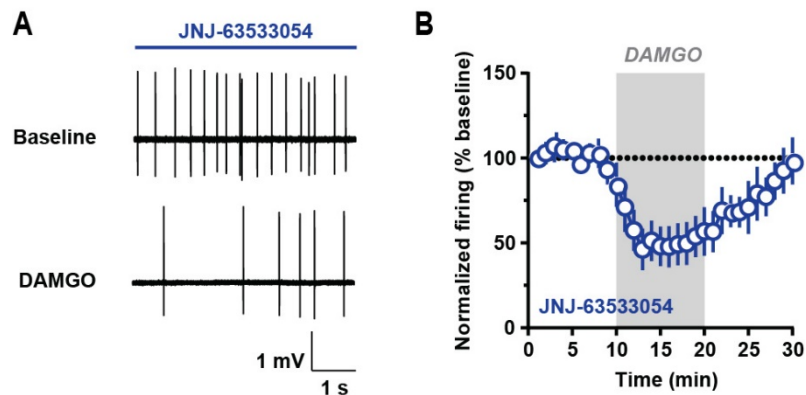 A
JNJ-63533054
Baseline
DAMGO
1 mV
1 s
B
DAMGO
Normalized firing (% baseline)
150
100
50
0
JNJ-63533054
0 5 10 15 20 25 30
Time (min)